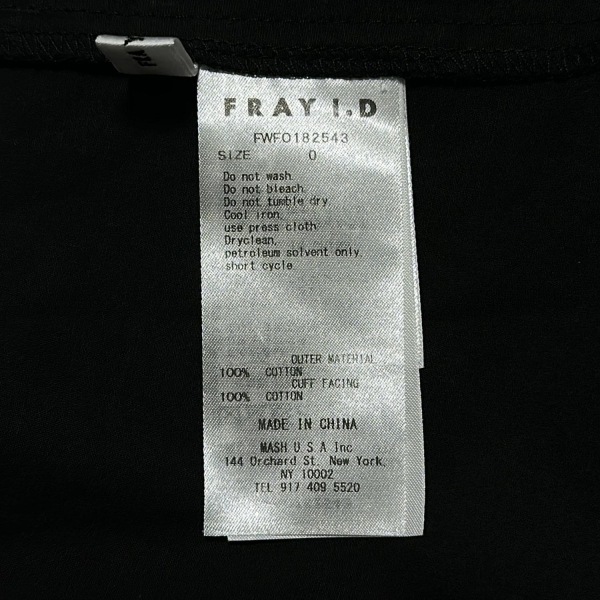 FRAY I.D
FWFO182543
SIZE 0
Do not wash.
Do not bleach.
Do not tumble dry.
Cool iron,
use press cloth
Dryclean,
petroleum solvent only,
short cycle.
OUTER MATERIAL
100% COTTON
CUFF FACING
100% COTTON
MADE IN CHINA
MASH U S A Inc
144 Orchard St. New York,
NY 10002
TEL 917 409 5520